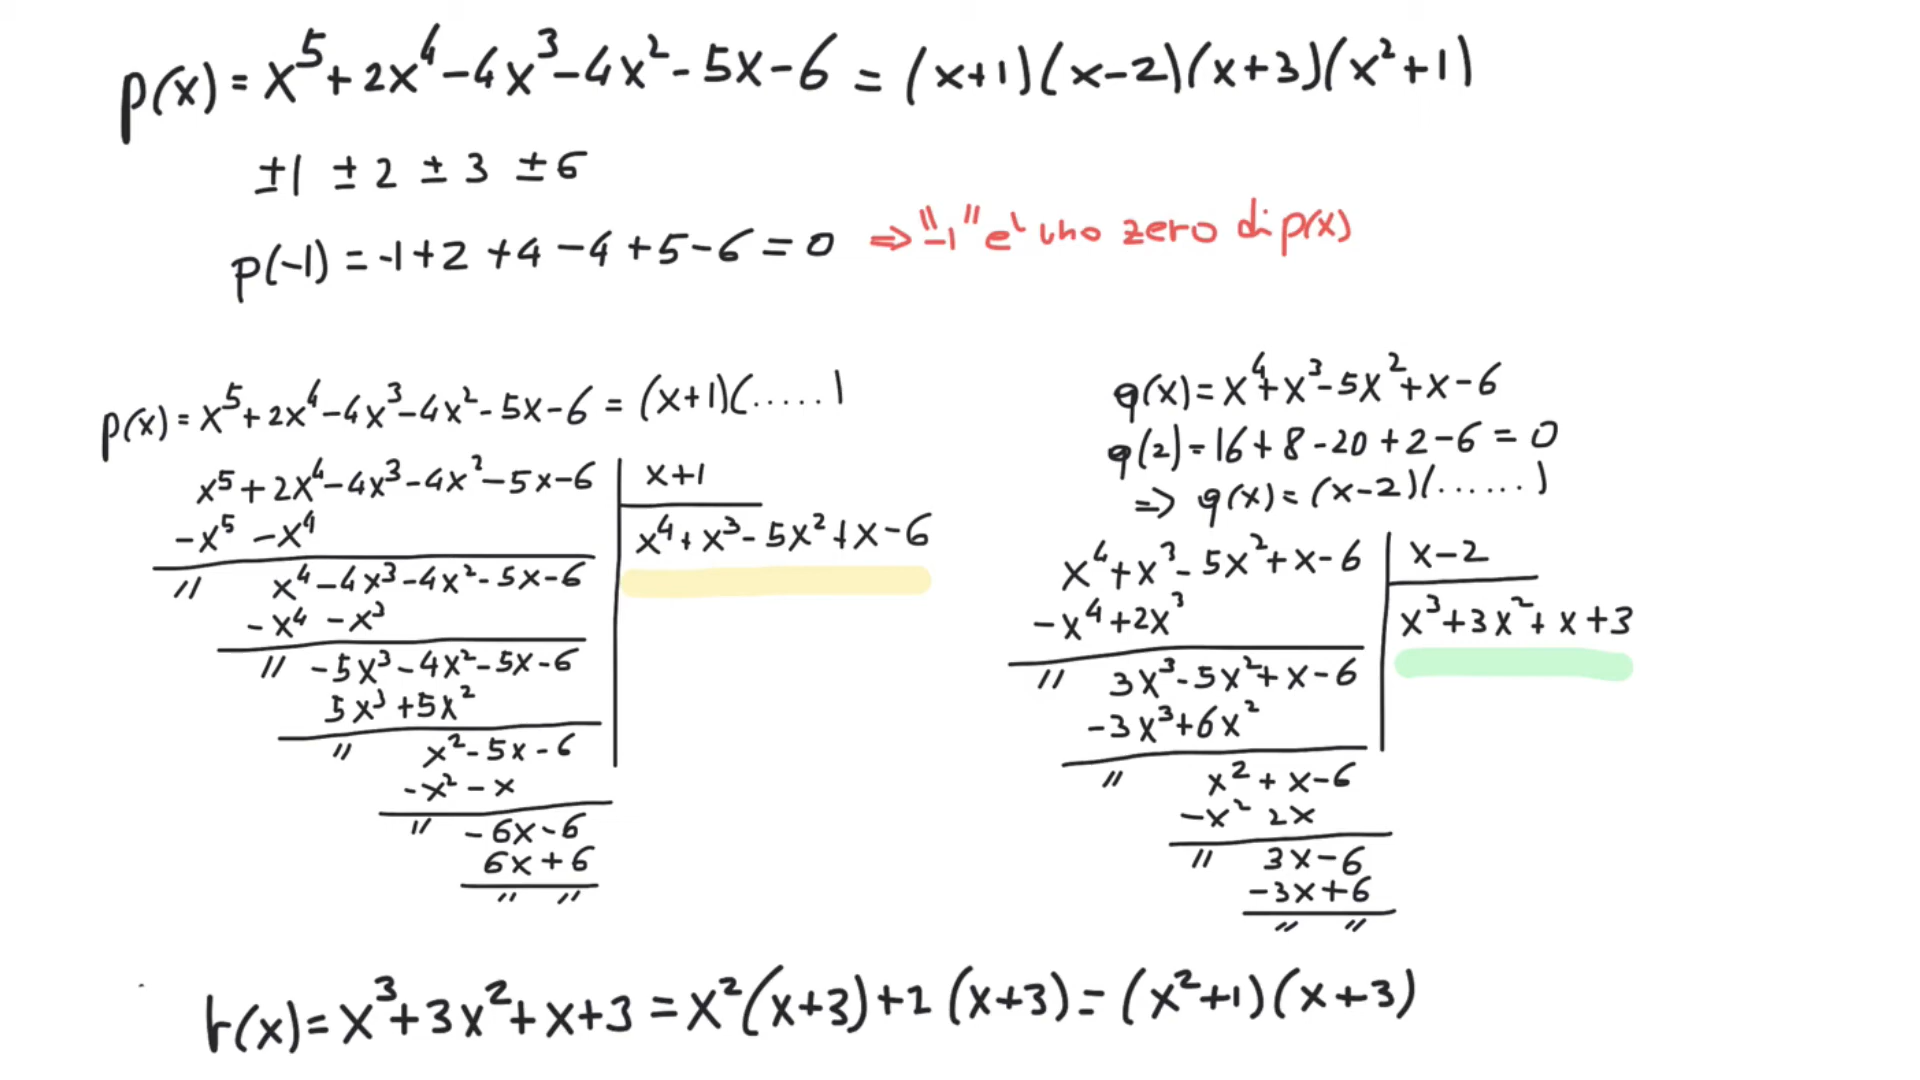 p(x) = x⁵ + 2x⁴ - 4x³ - 4x² - 5x - 6 = (x+1)(x-2)(x+3)(x²+1)
±1 ±2 ±3 ±6
p(-1) = -1 + 2 + 4 - 4 + 5 - 6 = 0 ⇒ "-1" e' uno zero di p(x)
p(x) = x⁵ + 2x⁴ - 4x³ - 4x² - 5x - 6 = (x+1)(.....)
x⁵ + 2x⁴ - 4x³ - 4x² - 5x - 6 | x+1
-x⁵ - x⁴ | x⁴ + x³ - 5x² + x - 6
// x⁴ - 4x³ - 4x² - 5x - 6
-x⁴ - x³
// -5x³ - 4x² - 5x - 6
5x³ + 5x²
// x² - 5x - 6
-x² - x
// -6x - 6
6x + 6
// //
q(x) = x⁴ + x³ - 5x² + x - 6
q(2) = 16 + 8 - 20 + 2 - 6 = 0
⇒ q(x) = (x-2)(......)
x⁴ + x³ - 5x² + x - 6 | x-2
-x⁴ + 2x³ | x³ + 3x² + x + 3
// 3x³ - 5x² + x - 6
-3x³ + 6x²
// x² + x - 6
-x² 2x
// 3x - 6
-3x + 6
// //
r(x) = x³ + 3x² + x + 3 = x²(x+3) + 2(x+3) = (x²+1)(x+3)